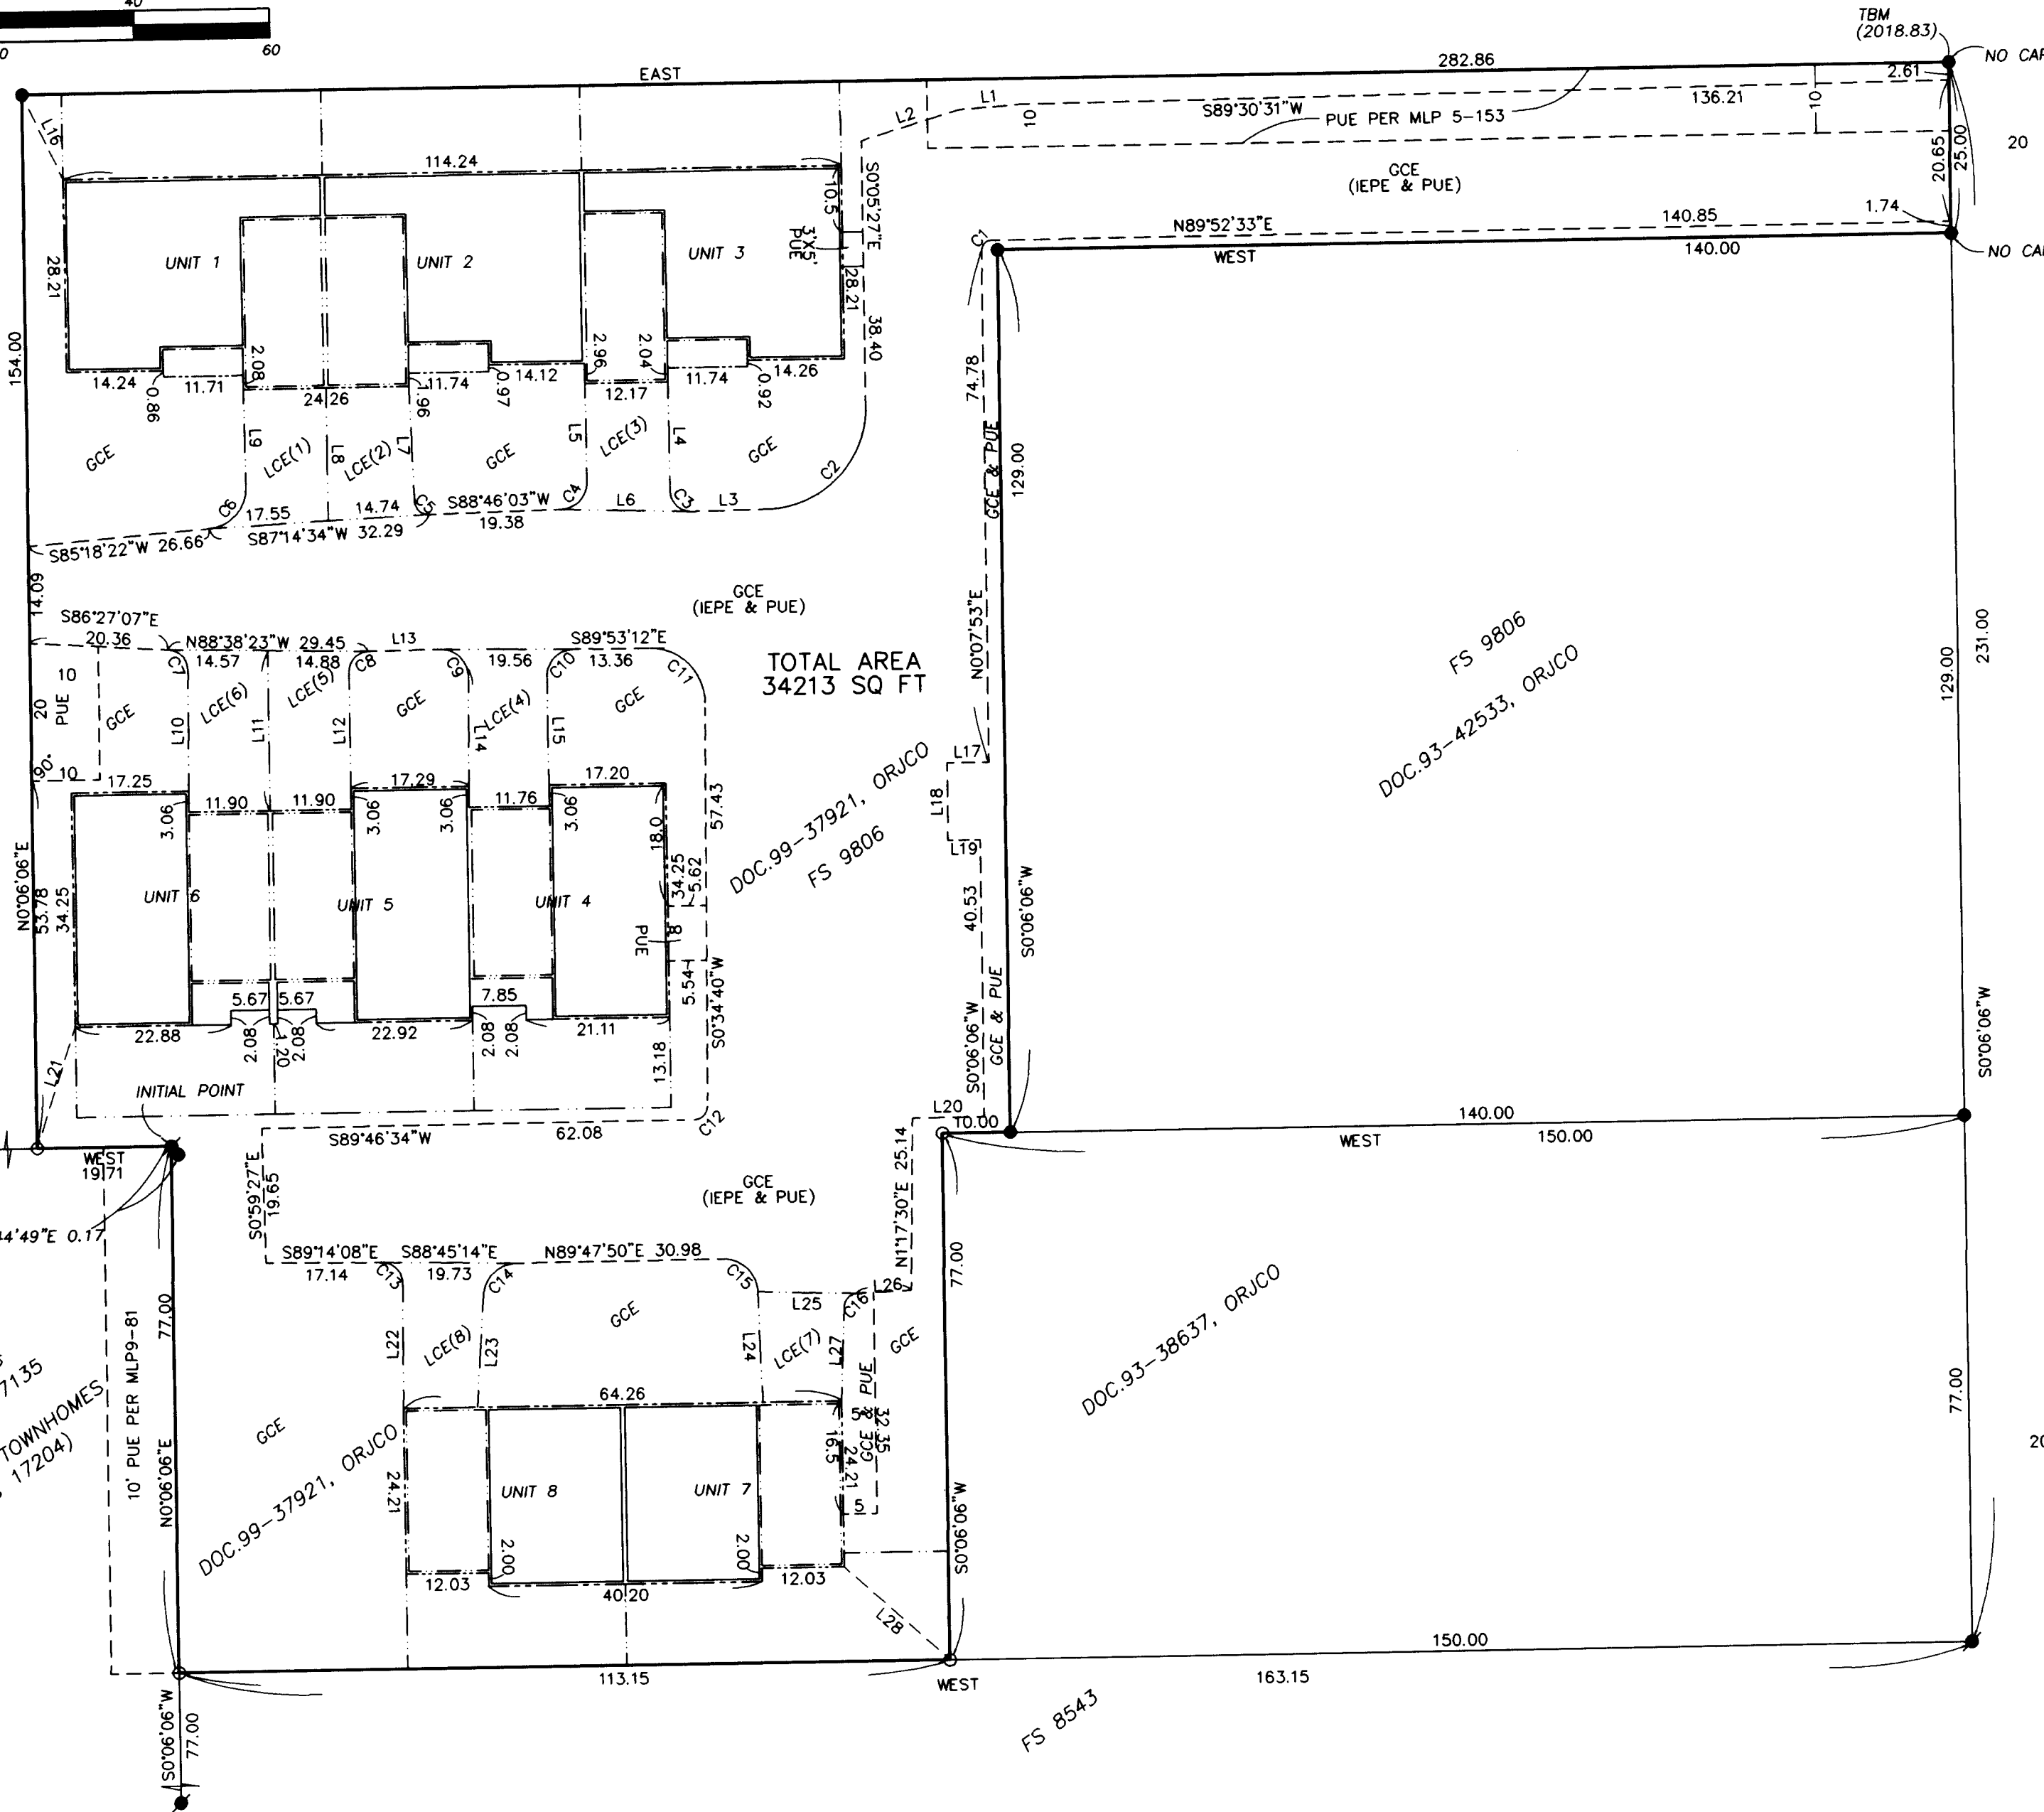 40
60
TBM
(2018.83)
EAST
282.86
NO CAP
2.61
L16
L2
L1
10
S89°30'31"W
136.21
10
PUE PER MLP 5-153
20
114.24
S0°05'27"E
GCE
(IEPE & PUE)
20.65
25.00
10.5
3'X5'
PUE
N89°52'33"E
140.85
1.74
C1
WEST
140.00
UNIT 1
UNIT 2
UNIT 3
28.21
28.21
38.40
154.00
2.08
2.96
2.04
74.78
14.24
0.86
11.71
24.26
1.96
11.74
0.97
14.12
12.17
11.74
0.92
14.26
GCE
L9
LCE(1)
L8
LCE(2)
L7
GCE
L5
LCE(3)
L4
GCE
C2
GCE & PUE
129.00
C6
17.55
14.74
C5
S88°46'03"W
C4
L6
C3
L3
19.38
S85°18'22"W 26.66
S87°14'34"W 32.29
14.09
GCE
(IEPE & PUE)
S86°27'07"E
20.36
N88°38'23"W 29.45
L13
S89°53'12"E
C7
14.57
14.88
C8
C9
19.56
C10
13.36
C11
TOTAL AREA
34213 SQ FT
N0°07'53"E
FS 9806
DOC.93-42533, ORJCO
129.00
231.00
10
20
PUE
GCE
L10
LCE(6)
L11
LCE(5)
L12
GCE
LCE(4)
L14
L15
GCE
90°
10
17.25
17.29
17.20
L17
L18
L19
3.06
11.90
11.90
3.06
3.06
11.76
3.06
18.0
57.43
DOC.99-37921, ORJCO
FS 9806
N0°06'06"E
53.78
34.25
UNIT 6
UNIT 5
UNIT 4
34.25
5.62
40.53
S0°06'06"W
PUE
8
5.54
S0°34'40"W
GCE & PUE
S0°06'06"W
S0°06'06"W
5.67
5.67
7.85
22.88
2.08
1.20
2.08
22.92
2.08
2.08
21.11
13.18
L21
INITIAL POINT
C12
L20
10.00
140.00
WEST
150.00
S89°46'34"W
62.08
WEST
19.71
S0°59'27"E
19.65
GCE
(IEPE & PUE)
N1°17'30"E 25.14
44'49"E 0.17
S89°14'08"E
17.14
S88°45'14"E
19.73
N89°47'50"E 30.98
C13
C14
C15
L25
C16
L26
77.00
77.00
GCE
L22
LCE(8)
L23
L24
LCE(7)
L27
GCE
DOC.93-38637, ORJCO
77.00
7135
TOWNHOMES
17204)
10' PUE PER MLP9-81
N0°06'06"E
GCE
DOC.99-37921, ORJCO
64.26
5
16.5
24.21
GCE & PUE
32.35
24.21
UNIT 8
UNIT 7
5
20
2.00
2.00
12.03
40.20
12.03
S0°06'06"W
L28
113.15
WEST
150.00
163.15
FS 8543
S0°06'06"W
77.00